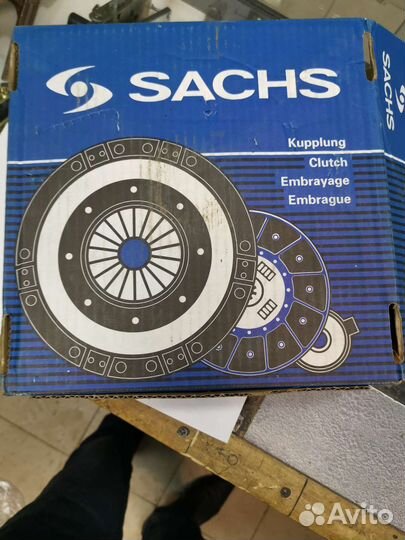 SACHS
Kupplung
Clutch
Embrayage
Embrague
SACHS
Avito